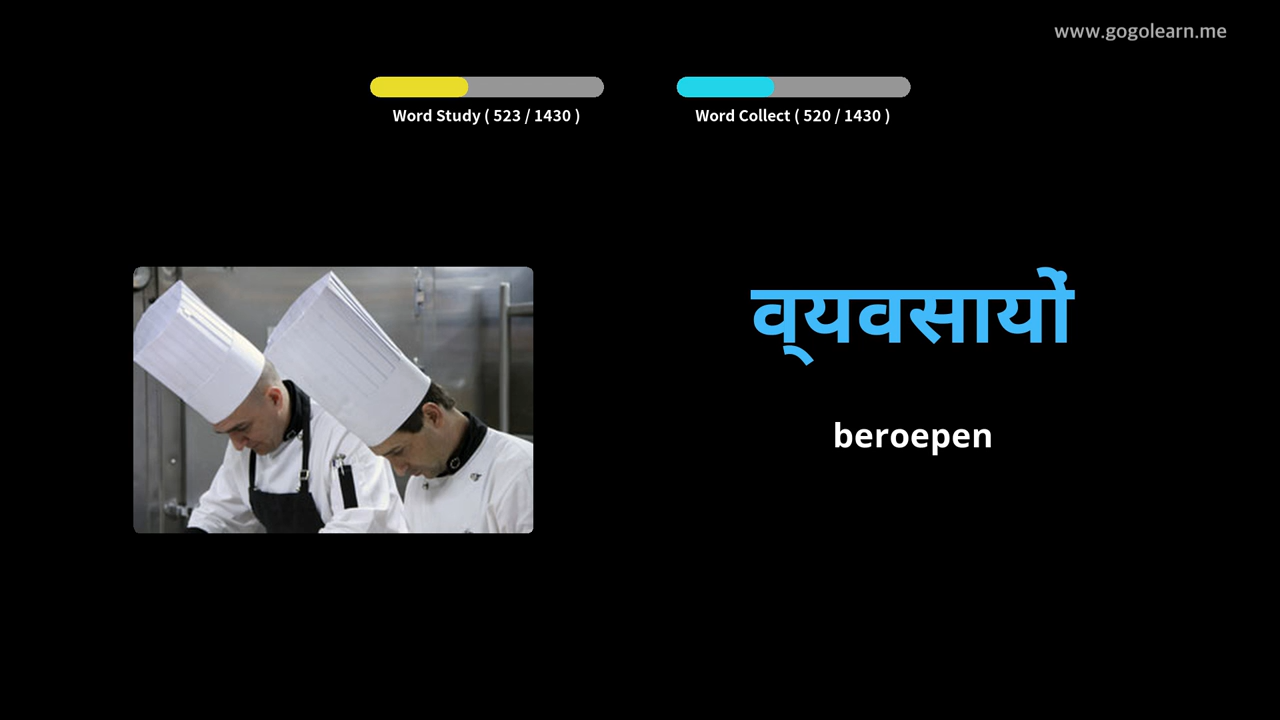 www.gogolearn.me
Word Study ( 523 / 1430 )
Word Collect ( 520 / 1430 )
व्यवसायों
beroepen